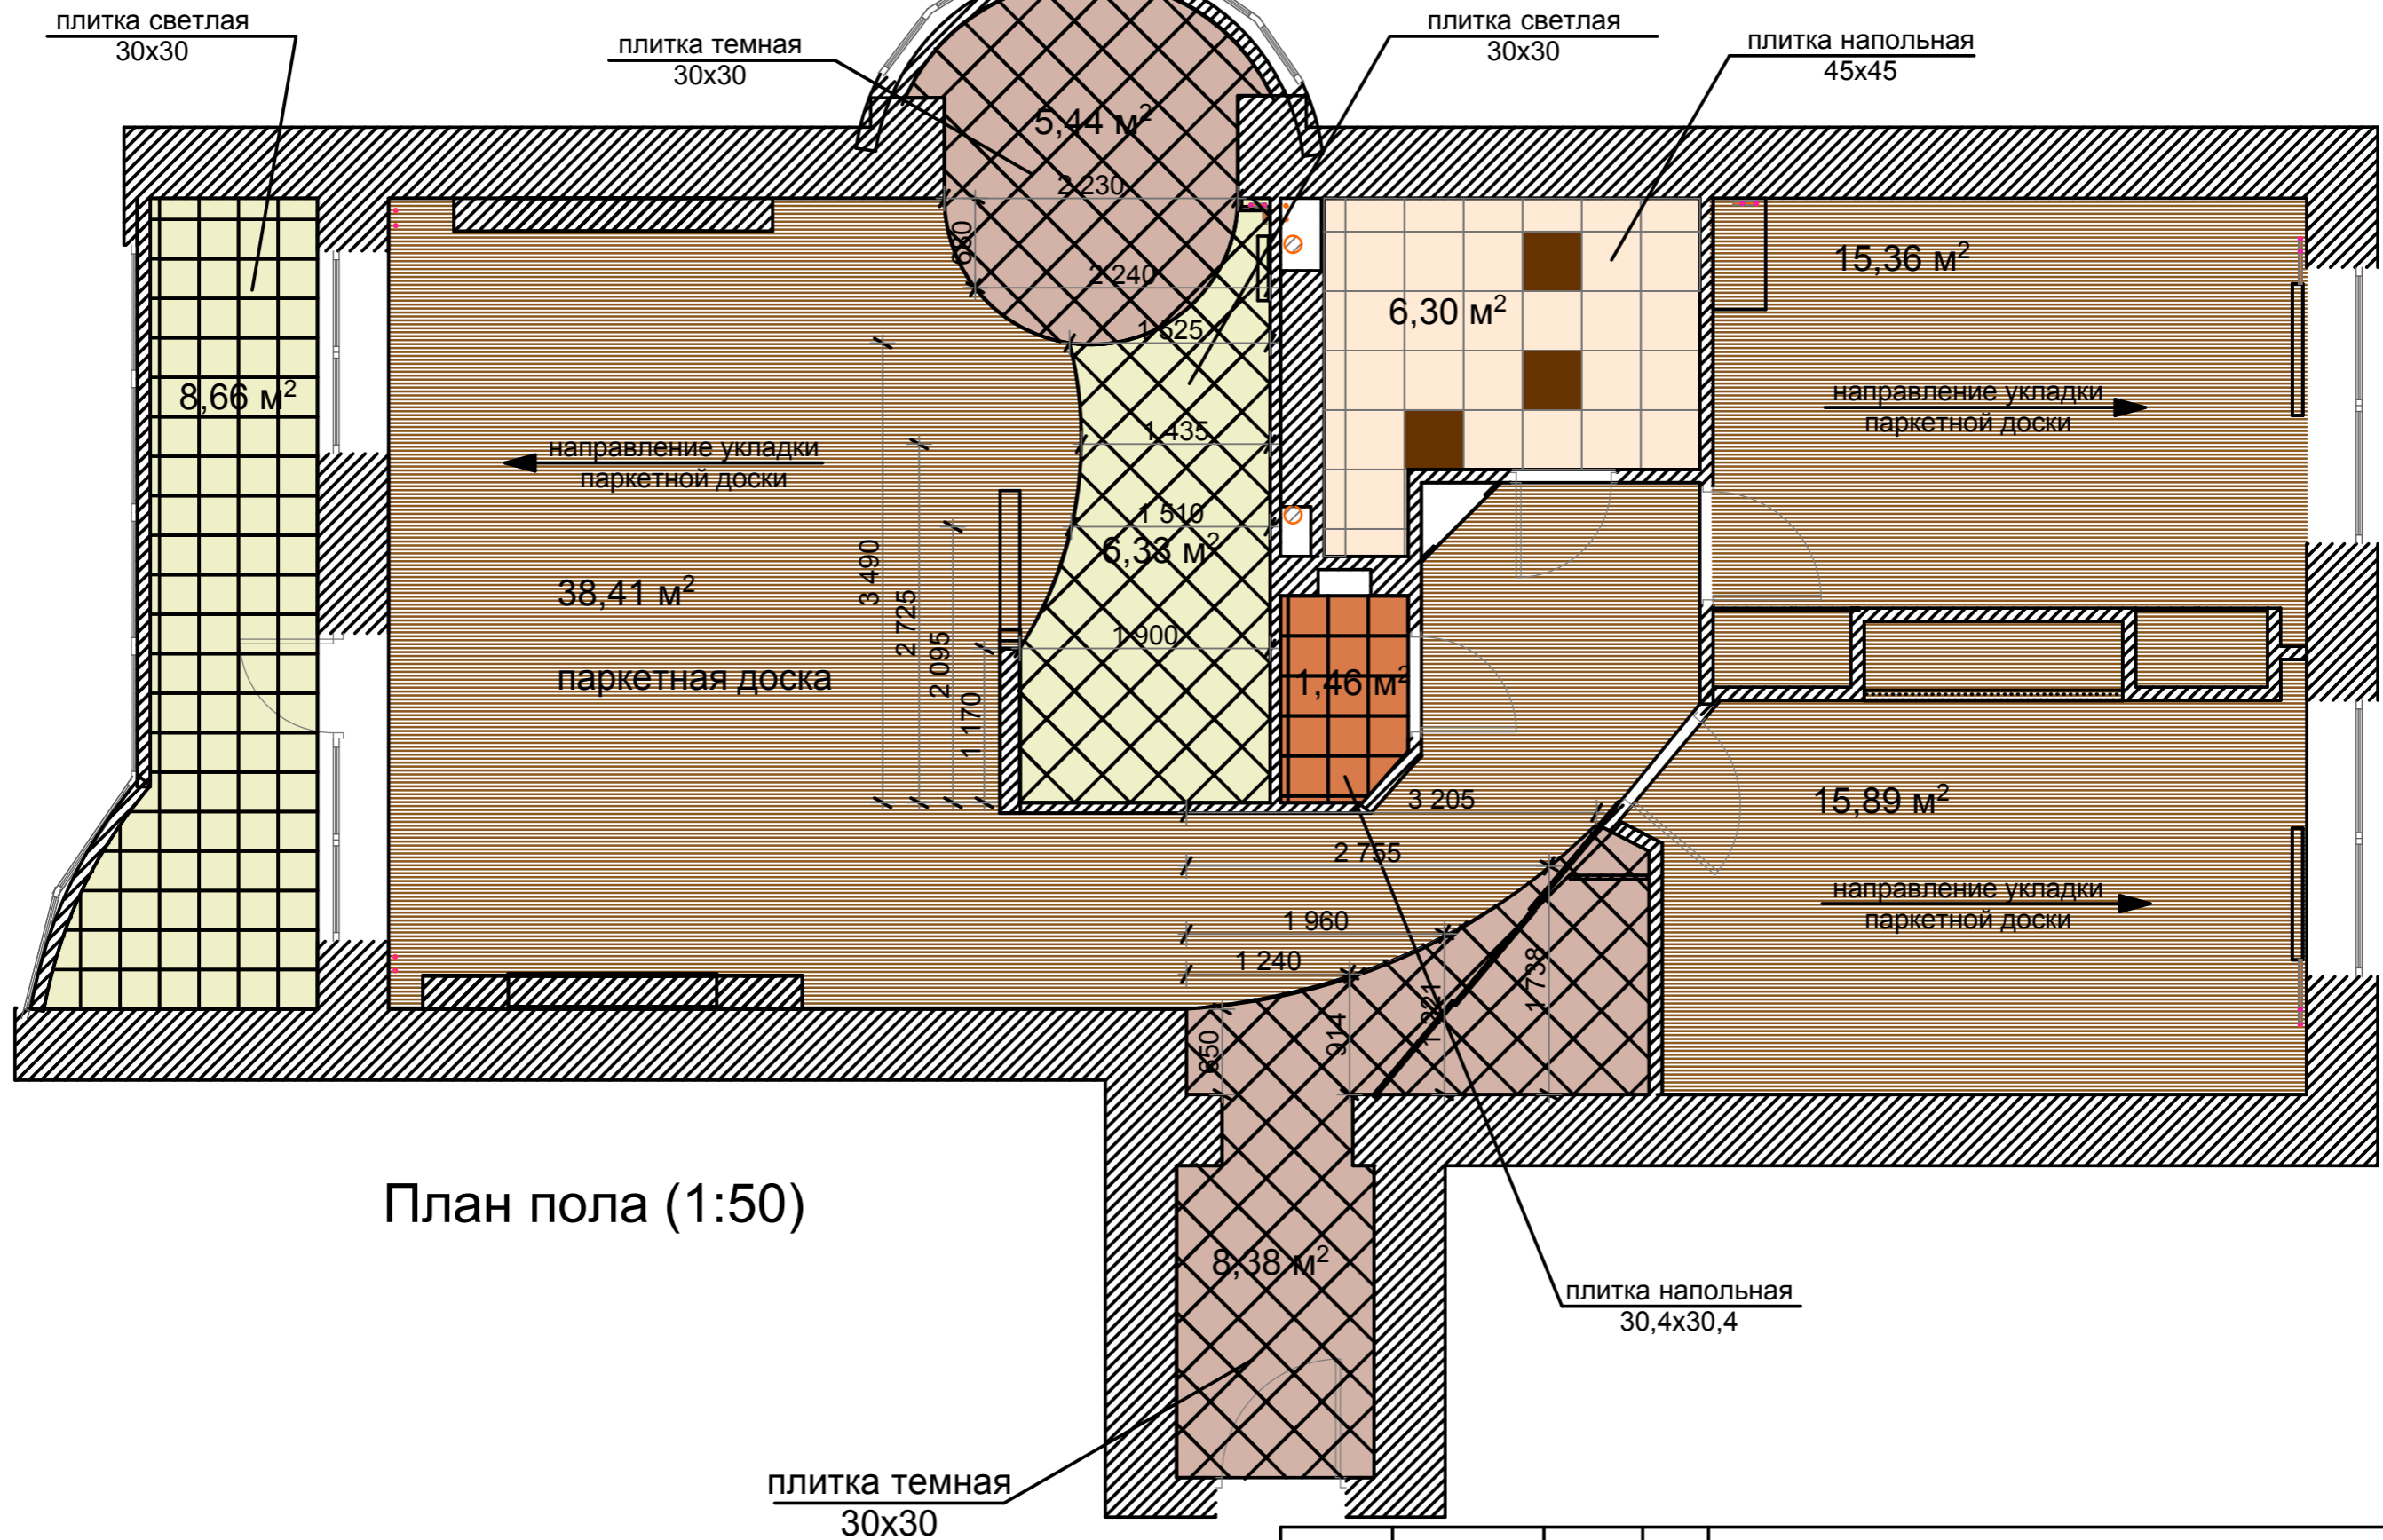 плитка светлая
30х30
плитка темная
30х30
плитка светлая
30х30
плитка напольная
45х45
5,44 м²
2 230
680
2 240
1 525
15,36 м²
6,30 м²
8,66 м²
направление укладки
паркетной доски
1 435
направление укладки
паркетной доски
1 510
6,33 м²
3 490
2 725
2 095
1 170
38,41 м²
1 900
паркетная доска
1,46 м²
3 205
15,89 м²
2 755
направление укладки
паркетной доски
1 960
1 240
650
914
1 321
1 738
План пола (1:50)
8,38 м²
плитка напольная
30,4х30,4
плитка темная
30х30